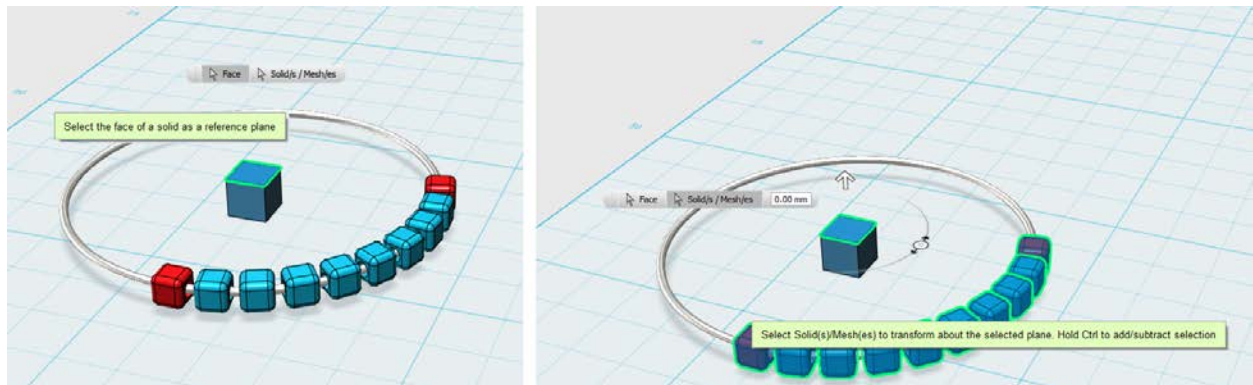 Face
Solid/s / Mesh/es
Select the face of a solid as a reference plane
Face
Solid/s / Mesh/es
0.00 mm
Select Solid(s)/Mesh(es) to transform about the selected plane. Hold Ctrl to add/subtract selection